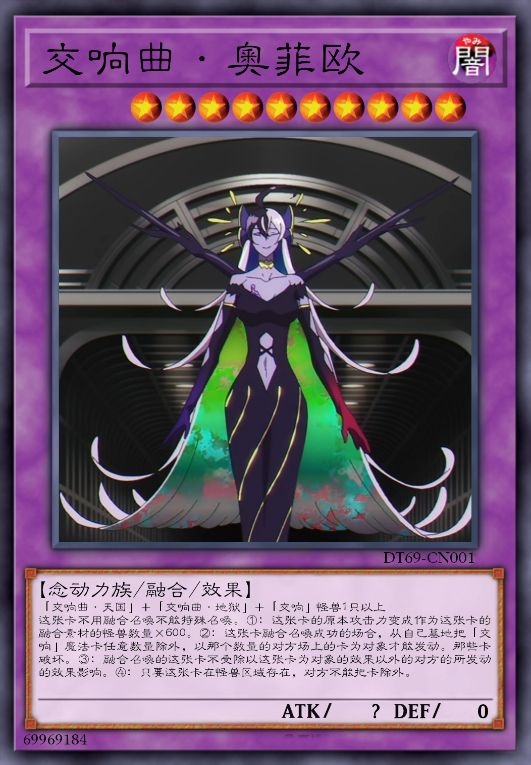 交响曲·奥菲欧
やみ
闇
DT69-CN001
【念动力族/融合/效果】
「交响曲·天国」+「交响曲·地狱」+「交响」怪兽1只以上
这张卡不用融合召唤不能特殊召唤。①：这张卡的原本攻击力变成作为这张卡的
融合素材的怪兽数量×600。②：这张卡融合召唤成功的场合，从自己墓地把「交
响」魔法卡任意数量除外，以那个数量的对方场上的卡为对象才能发动。那些卡
破坏。③：融合召唤的这张卡不受除以这张卡为对象的效果以外的对方的所发动
的效果影响。④：只要这张卡在怪兽区域存在，对方不能把卡除外。
ATK/ ? DEF/ 0
69969184